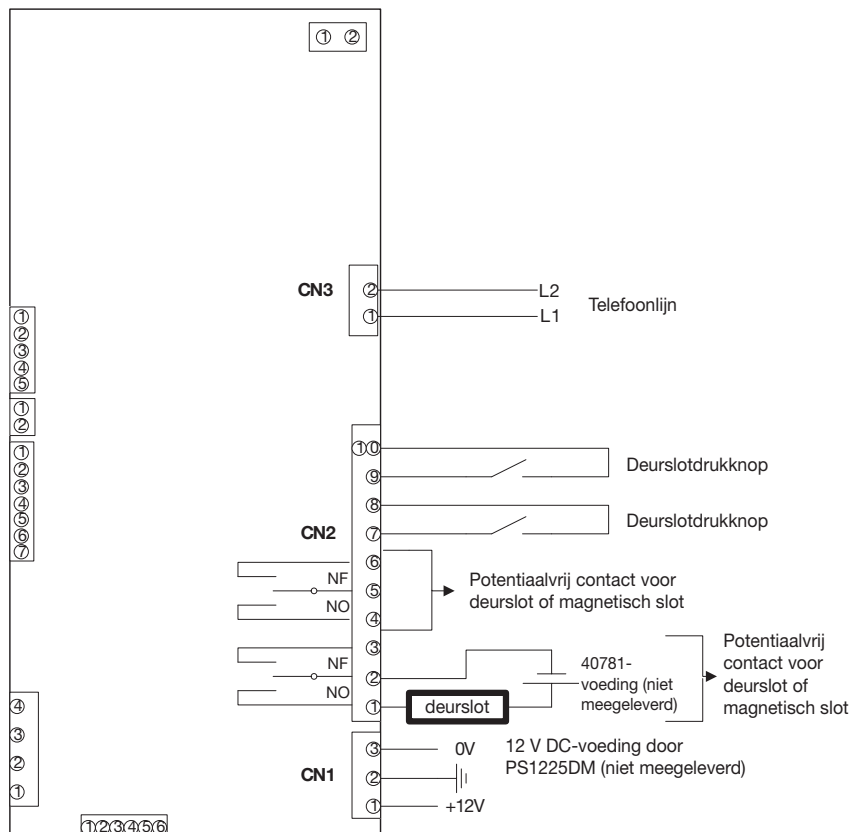 ① ②
CN3
②
①
L2
L1
Telefoonlijn
①
②
③
④
⑤
①
②
①
②
③
④
⑤
⑥
⑦
CN2
①⓪
⑨
⑧
⑦
⑥
⑤
④
③
②
①
Deurslotdrukknop
Deurslotdrukknop
NF
NO
Potentiaalvrij contact voor
deurslot of magnetisch slot
NF
NO
deurslot
40781-
voeding (niet
meegeleverd)
Potentiaalvrij
contact voor
deurslot of
magnetisch slot
④
③
②
①
CN1
③
②
①
0V
+12V
12 V DC-voeding door
PS1225DM (niet meegeleverd)
①②③④⑤⑥